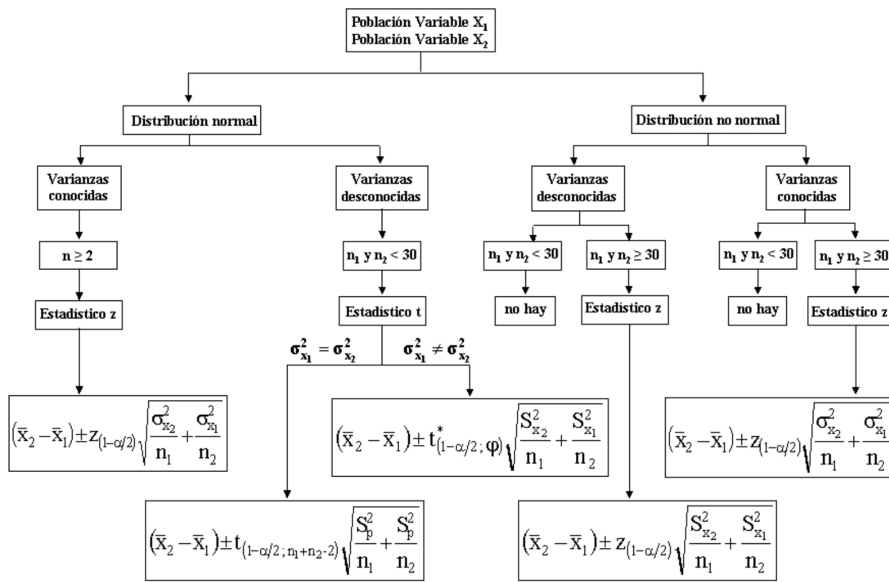 Población Variable X₁
Población Variable X₂
Distribución normal
Distribución no normal
Varianzas
conocidas
Varianzas
desconocidas
Varianzas
desconocidas
Varianzas
conocidas
n ≥ 2
n₁ y n₂ < 30
n₁ y n₂ < 30
n₁ y n₂ ≥ 30
n₁ y n₂ < 30
n₁ y n₂ ≥ 30
Estadístico z
Estadístico t
no hay
Estadístico z
no hay
Estadístico z
σ²ₓ₁ = σ²ₓ₂
σ²ₓ₁ ≠ σ²ₓ₂
(x̄₂ − x̄₁) ± z₍₁₋α/₂₎ √(σ²ₓ₂/n₁ + σ²ₓ₁/n₂)
(x̄₂ − x̄₁) ± t*₍₁₋α/₂ ; φ₎ √(S²ₓ₂/n₁ + S²ₓ₁/n₂)
(x̄₂ − x̄₁) ± z₍₁₋α/₂₎ √(σ²ₓ₂/n₁ + σ²ₓ₁/n₂)
(x̄₂ − x̄₁) ± t₍₁₋α/₂ ; n₁+n₂-₂₎ √(S²ₚ/n₁ + S²ₚ/n₂)
(x̄₂ − x̄₁) ± z₍₁₋α/₂₎ √(S²ₓ₂/n₁ + S²ₓ₁/n₂)